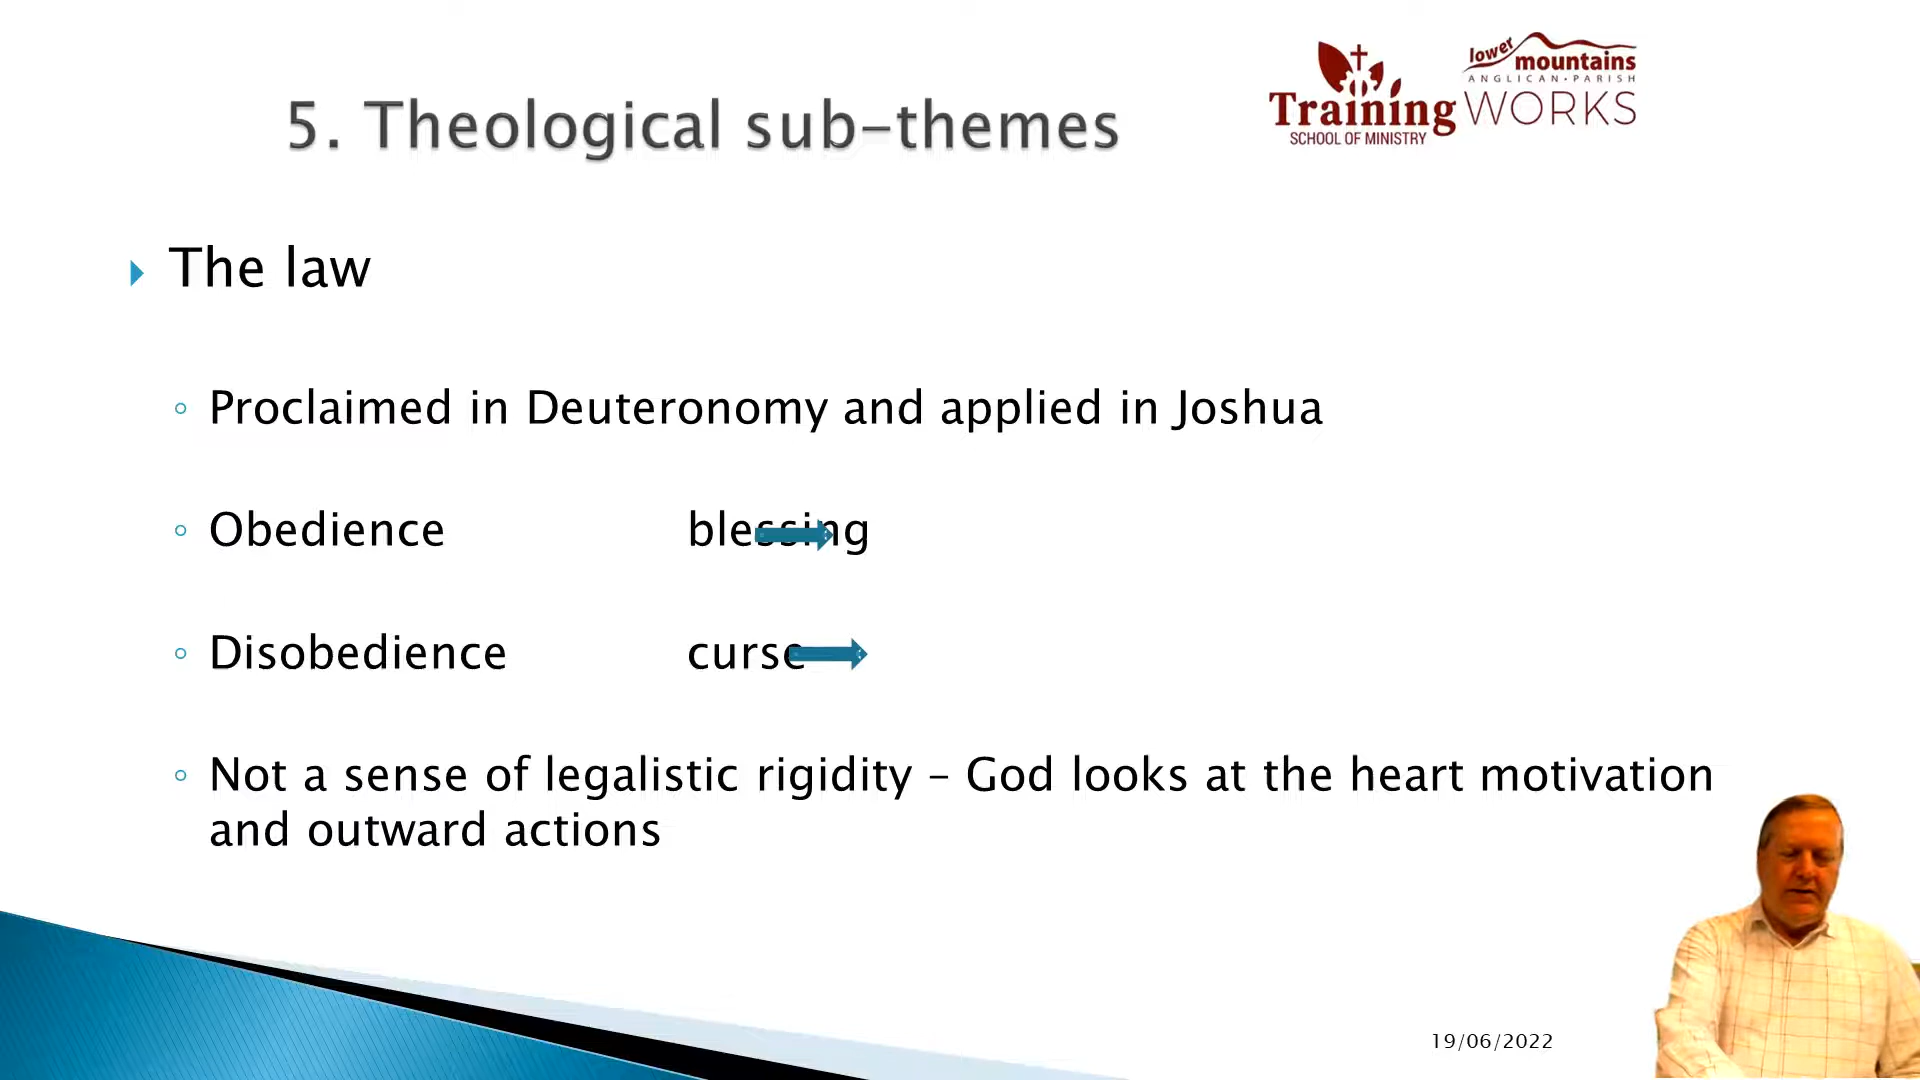 5. Theological sub-themes
Training
SCHOOL OF MINISTRY
lower
mountains
ANGLICAN•PARISH
WORKS
The law
Proclaimed in Deuteronomy and applied in Joshua
Obedience blessing
Disobedience curse
Not a sense of legalistic rigidity – God looks at the heart motivation
and outward actions
19/06/2022